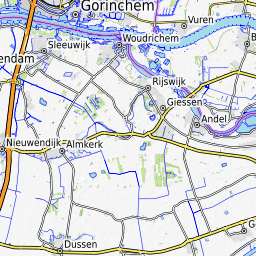 Gorinchem
Vuren
Woudrichem
Sleeuwijk
endam
Rijswijk
Giessen
Andel
Nieuwendijk
Almkerk
Dussen